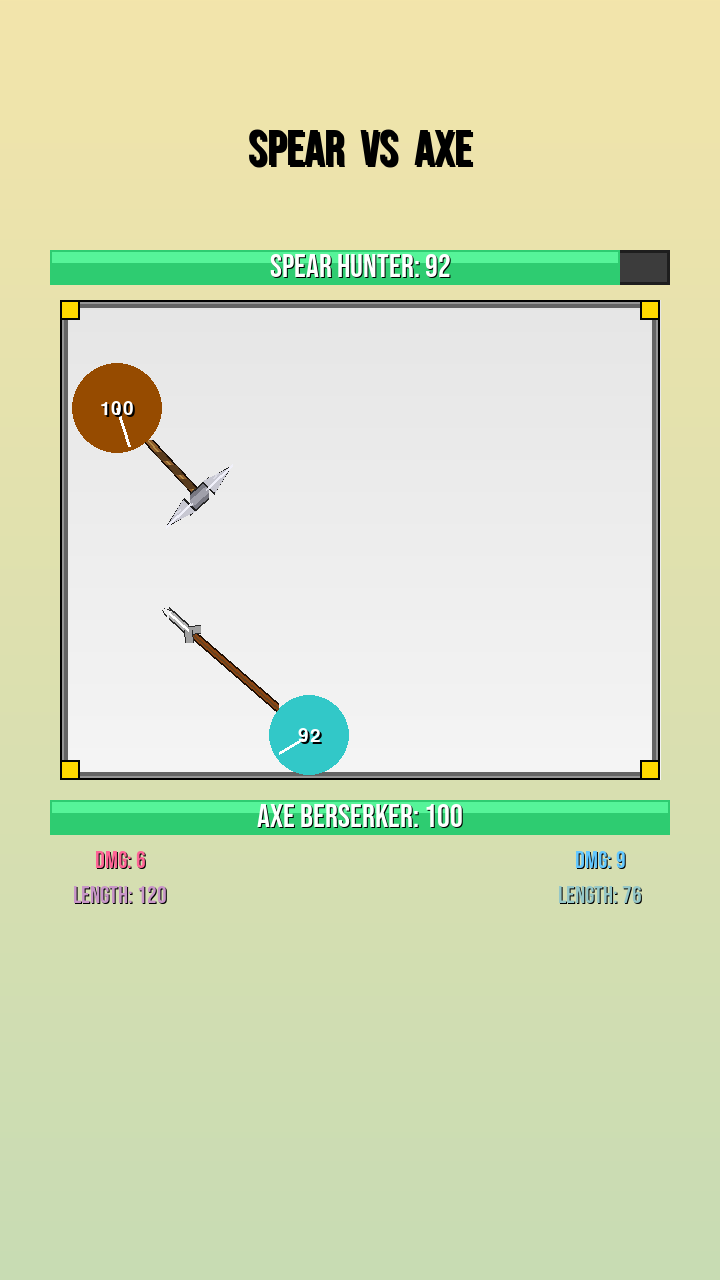 SPEAR VS AXE
SPEAR HUNTER: 92
100
92
AXE BERSERKER: 100
DMG: 6
DMG: 9
LENGTH: 120
LENGTH: 76